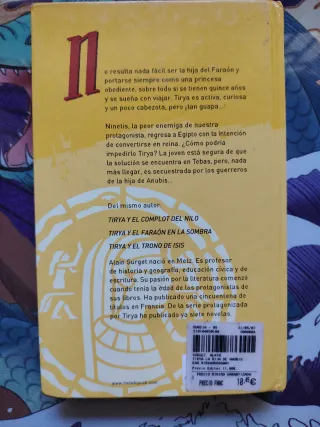 No resulta nada fácil ser la hija del Faraón y
portarse siempre como una princesa
obediente, sobre todo si se tienen quince años
y se sueña con viajar. Tirya es activa, curiosa
y un poco cabezota, pero ¡tan guapa...!
Ninetis, la peor enemiga de nuestra
protagonista, regresa a Egipto con la intención
de convertirse en reina. ¿Cómo podría
impedirlo Tirya? La joven está segura de que
la solución se encuentra en Tebas, pero, nada
más llegar, es secuestrada por los guerreros
de la hija de Anubis...
Del mismo autor:
TIRYA Y EL COMPLOT DEL NILO
TIRYA Y EL FARAÓN EN LA SOMBRA
TIRYA Y EL TRONO DE ISIS
Alain Surget nació en Metz. Es profesor
de historia y geografía, educación cívica y de
escritura. Su pasión por la literatura comenzó
cuando tenía la edad de los protagonistas de
sus libros. Ha publicado una cincuentena de
títulos en Francia. De la serie protagonizada
por Tirya ha publicado ya siete novelas.
PRECIO FNAC